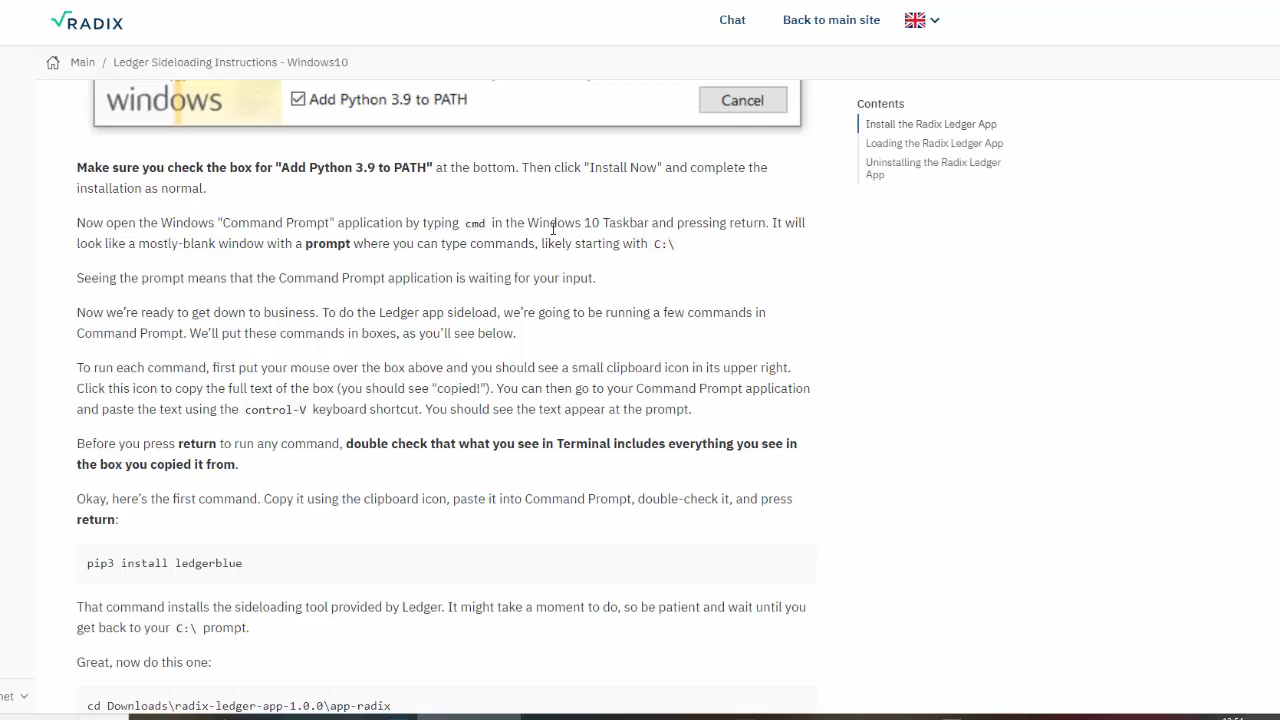 RADIX
Chat
Back to main site
Main / Ledger Sideloading Instructions - Windows10
windows
Add Python 3.9 to PATH
Cancel
Make sure you check the box for "Add Python 3.9 to PATH" at the bottom. Then click "Install Now" and complete the
installation as normal.
Now open the Windows "Command Prompt" application by typing cmd in the Windows 10 Taskbar and pressing return. It will
look like a mostly-blank window with a prompt where you can type commands, likely starting with C:\
Seeing the prompt means that the Command Prompt application is waiting for your input.
Now we’re ready to get down to business. To do the Ledger app sideload, we’re going to be running a few commands in
Command Prompt. We’ll put these commands in boxes, as you’ll see below.
To run each command, first put your mouse over the box above and you should see a small clipboard icon in its upper right.
Click this icon to copy the full text of the box (you should see "copied!"). You can then go to your Command Prompt application
and paste the text using the control-V keyboard shortcut. You should see the text appear at the prompt.
Before you press return to run any command, double check that what you see in Terminal includes everything you see in
the box you copied it from.
Okay, here’s the first command. Copy it using the clipboard icon, paste it into Command Prompt, double-check it, and press
return:
pip3 install ledgerblue
That command installs the sideloading tool provided by Ledger. It might take a moment to do, so be patient and wait until you
get back to your C:\ prompt.
Great, now do this one:
cd Downloads\radix-ledger-app-1.0.0\app-radix
Contents
Install the Radix Ledger App
Loading the Radix Ledger App
Uninstalling the Radix Ledger
App